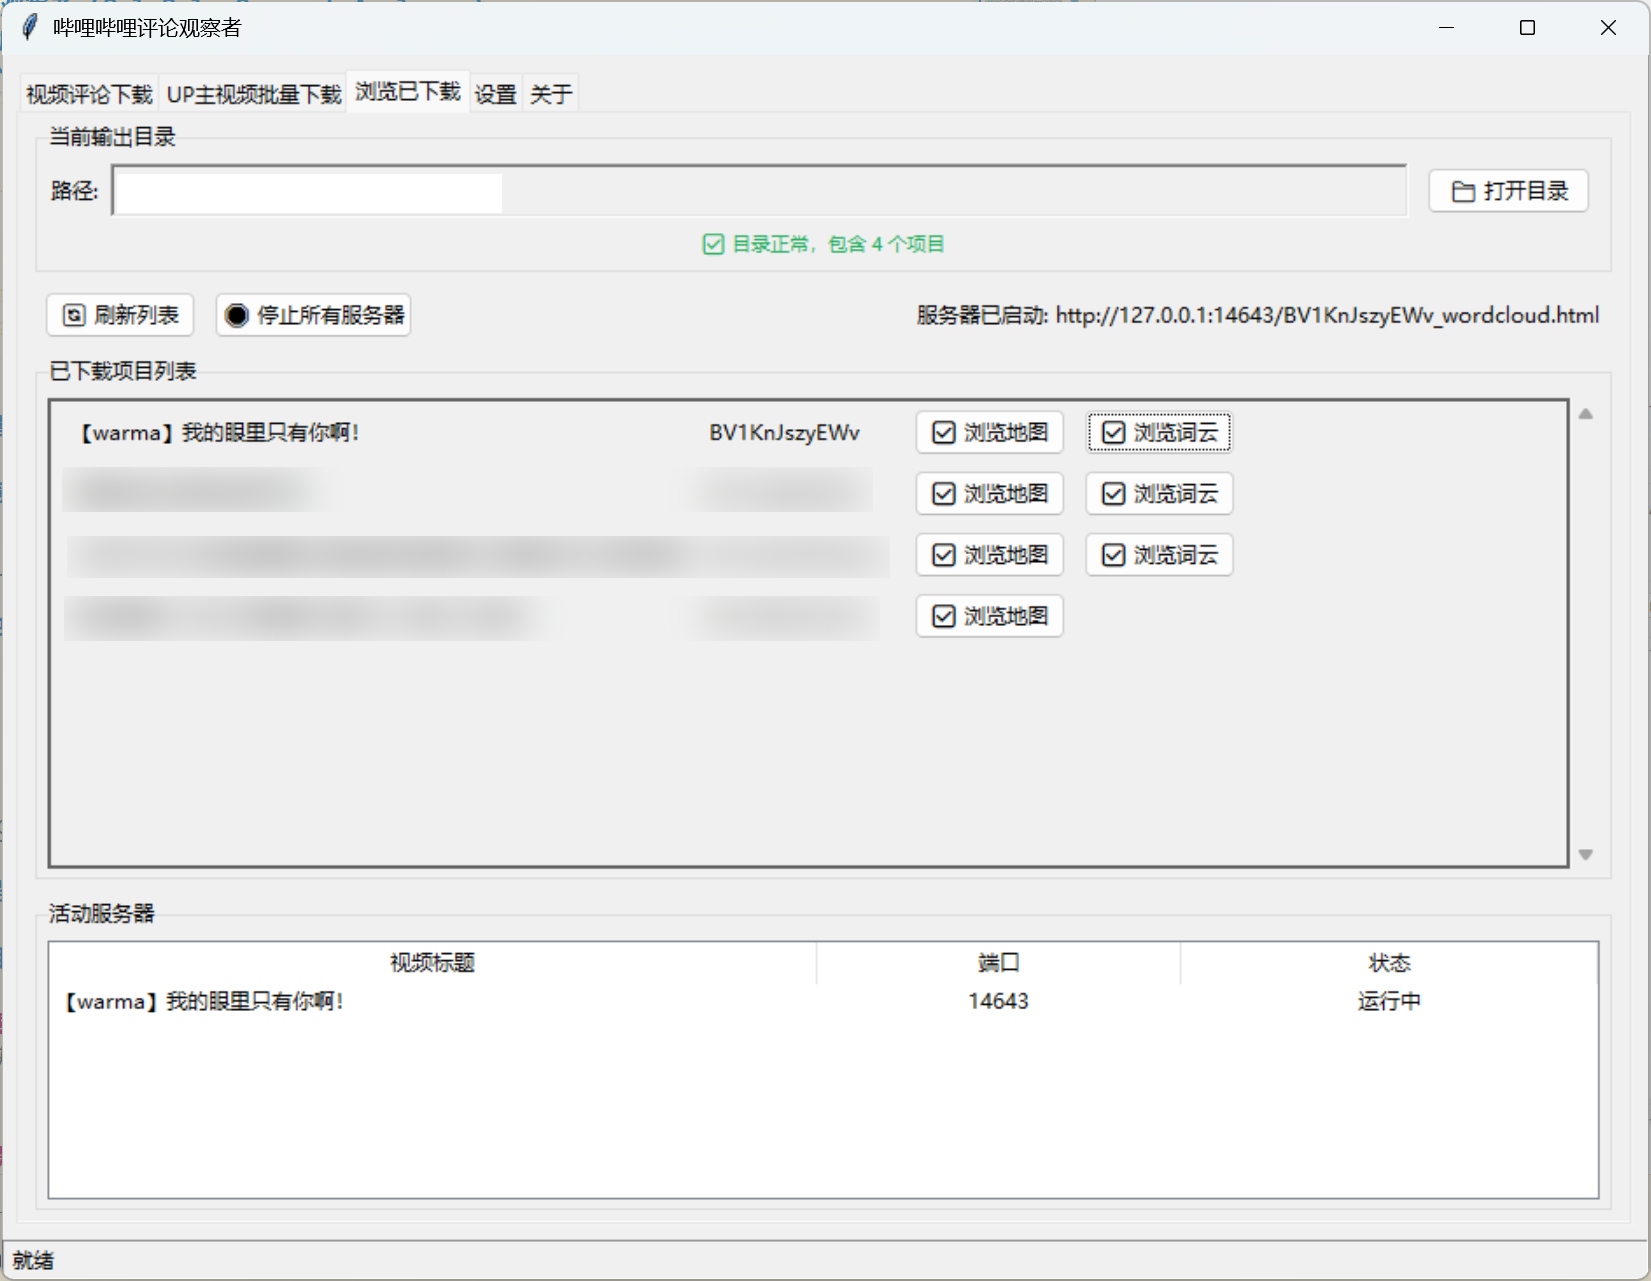 哔哩哔哩评论观察者
视频评论下载 UP主视频批量下载 浏览已下载 设置 关于
当前输出目录
路径: 打开目录
目录正常，包含 4 个项目
刷新列表 停止所有服务器 服务器已启动: http://127.0.0.1:14643/BV1KnJszyEWv_wordcloud.html
已下载项目列表
【warma】我的眼里只有你啊！ BV1KnJszyEWv 浏览地图 浏览词云
浏览地图 浏览词云
浏览地图 浏览词云
浏览地图
活动服务器
视频标题 端口 状态
【warma】我的眼里只有你啊！ 14643 运行中
就绪